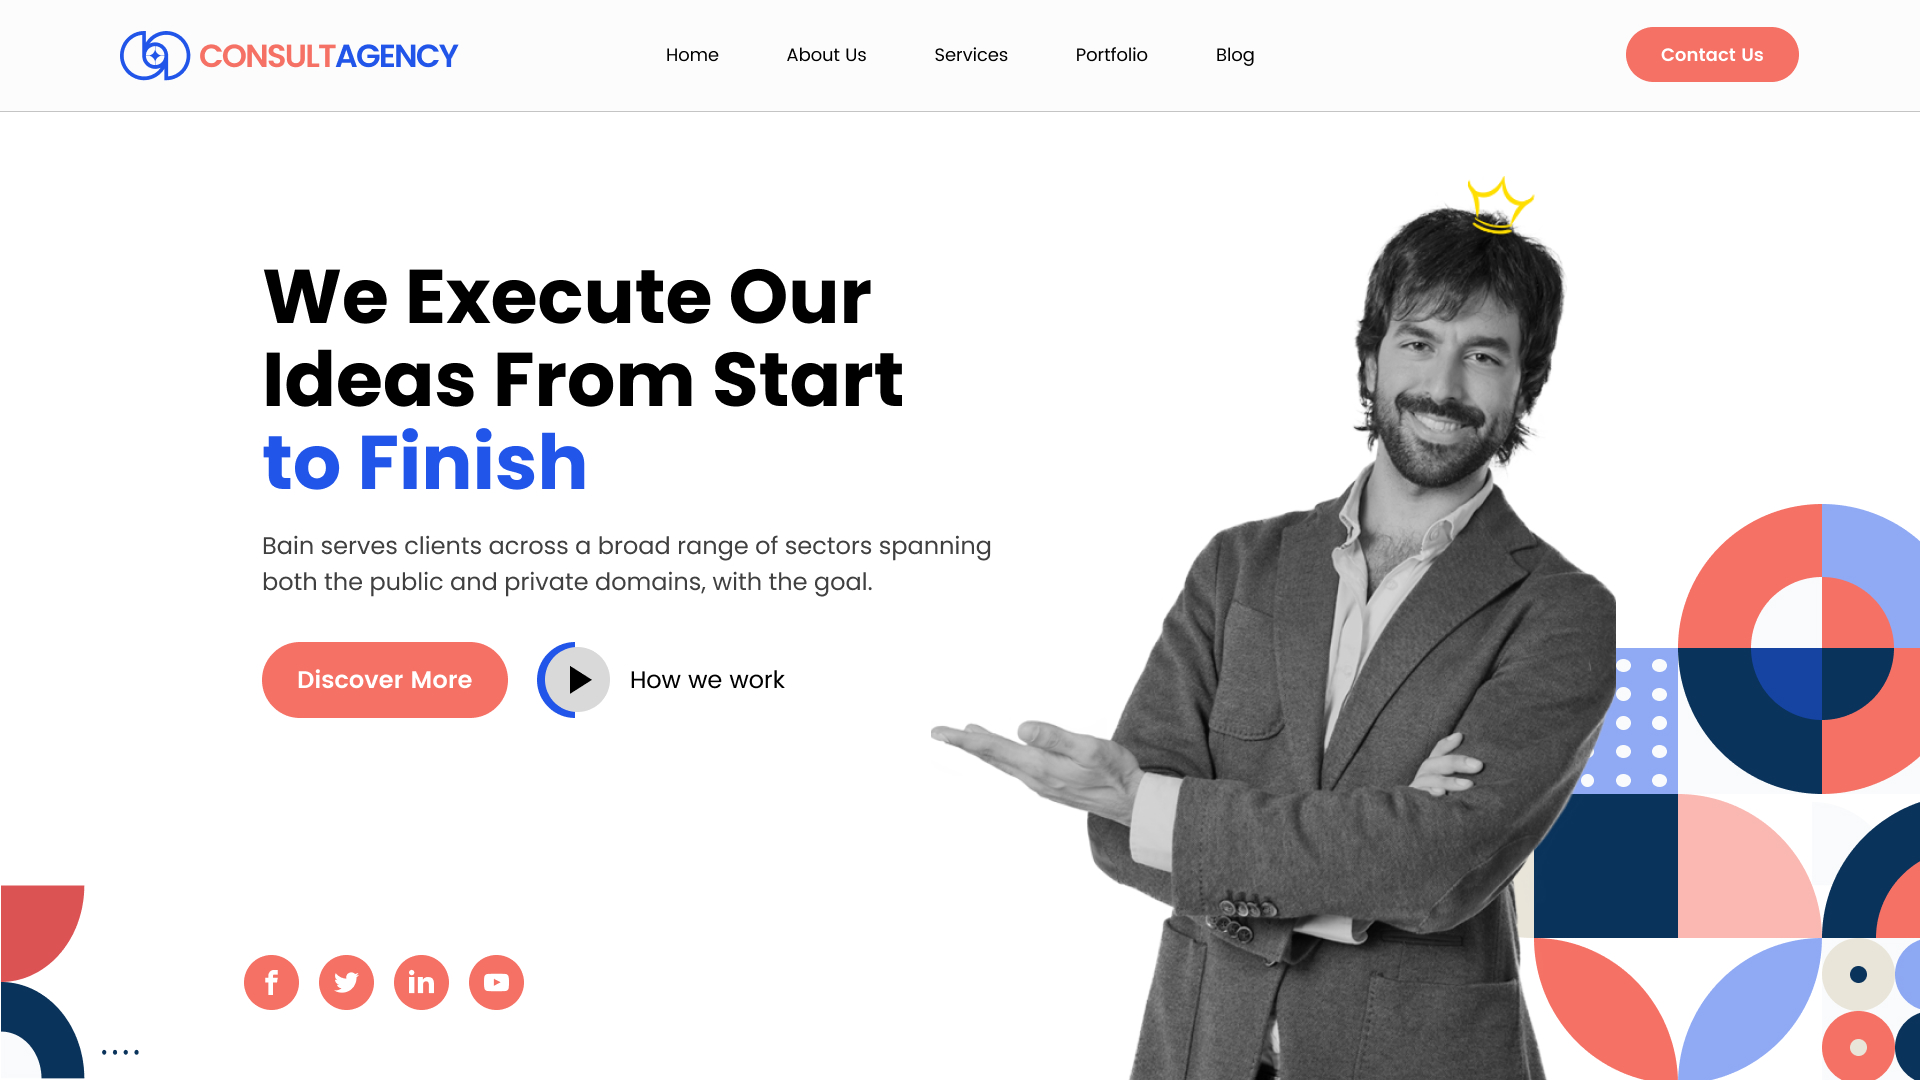 CONSULTAGENCY
Home
About Us
Services
Portfolio
Blog
Contact Us
We Execute Our
Ideas From Start
to Finish
Bain serves clients across a broad range of sectors spanning
both the public and private domains, with the goal.
Discover More
How we work